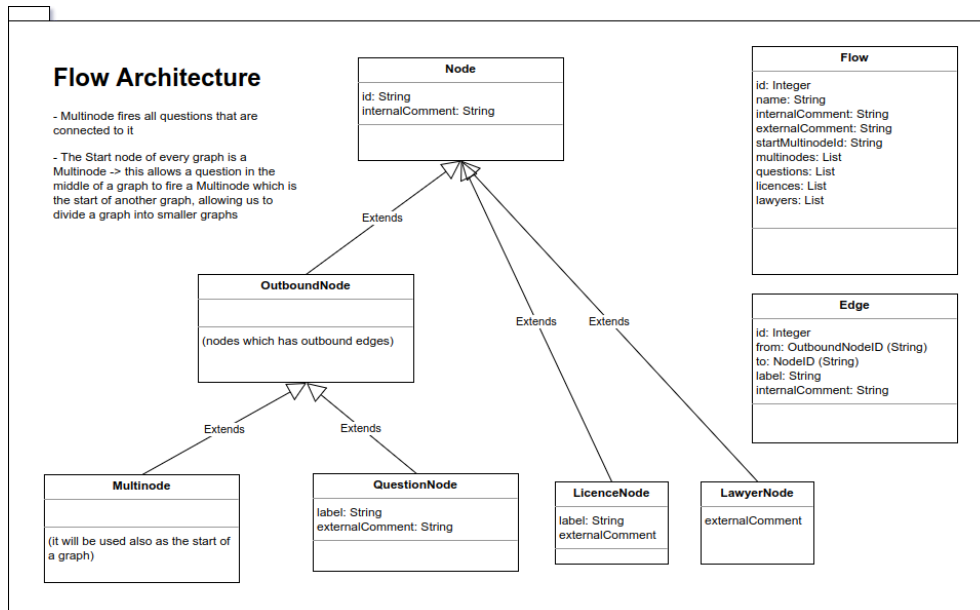 Flow Architecture
- Multinode fires all questions that are
connected to it
- The Start node of every graph is a
Multinode -> this allows a question in the
middle of a graph to fire a Multinode which is
the start of another graph, allowing us to
divide a graph into smaller graphs
Node
id: String
internalComment: String
Flow
id: Integer
name: String
internalComment: String
externalComment: String
startMultinodeId: String
multinodes: List
questions: List
licences: List
lawyers: List
Extends
OutboundNode
(nodes which has outbound edges)
Extends
Extends
Edge
id: Integer
from: OutboundNodeID (String)
to: NodeID (String)
label: String
internalComment: String
Extends
Extends
Multinode
(it will be used also as the start of
a graph)
QuestionNode
label: String
externalComment: String
LicenceNode
label: String
externalComment
LawyerNode
externalComment